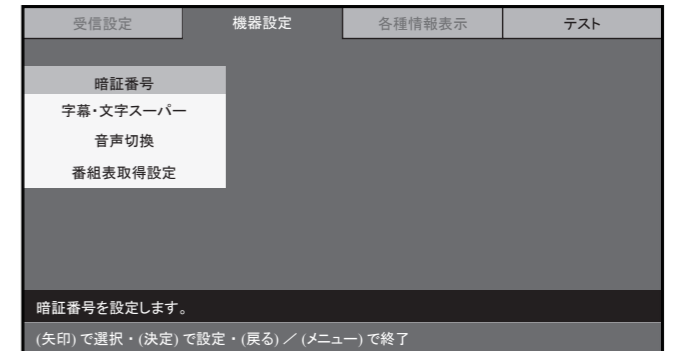 受信設定 機器設定 各種情報表示 テスト
暗証番号
字幕・文字スーパー
音声切換
番組表取得設定
暗証番号を設定します。
(矢印) で選択・(決定) で設定・(戻る) ／ (メニュー) で終了